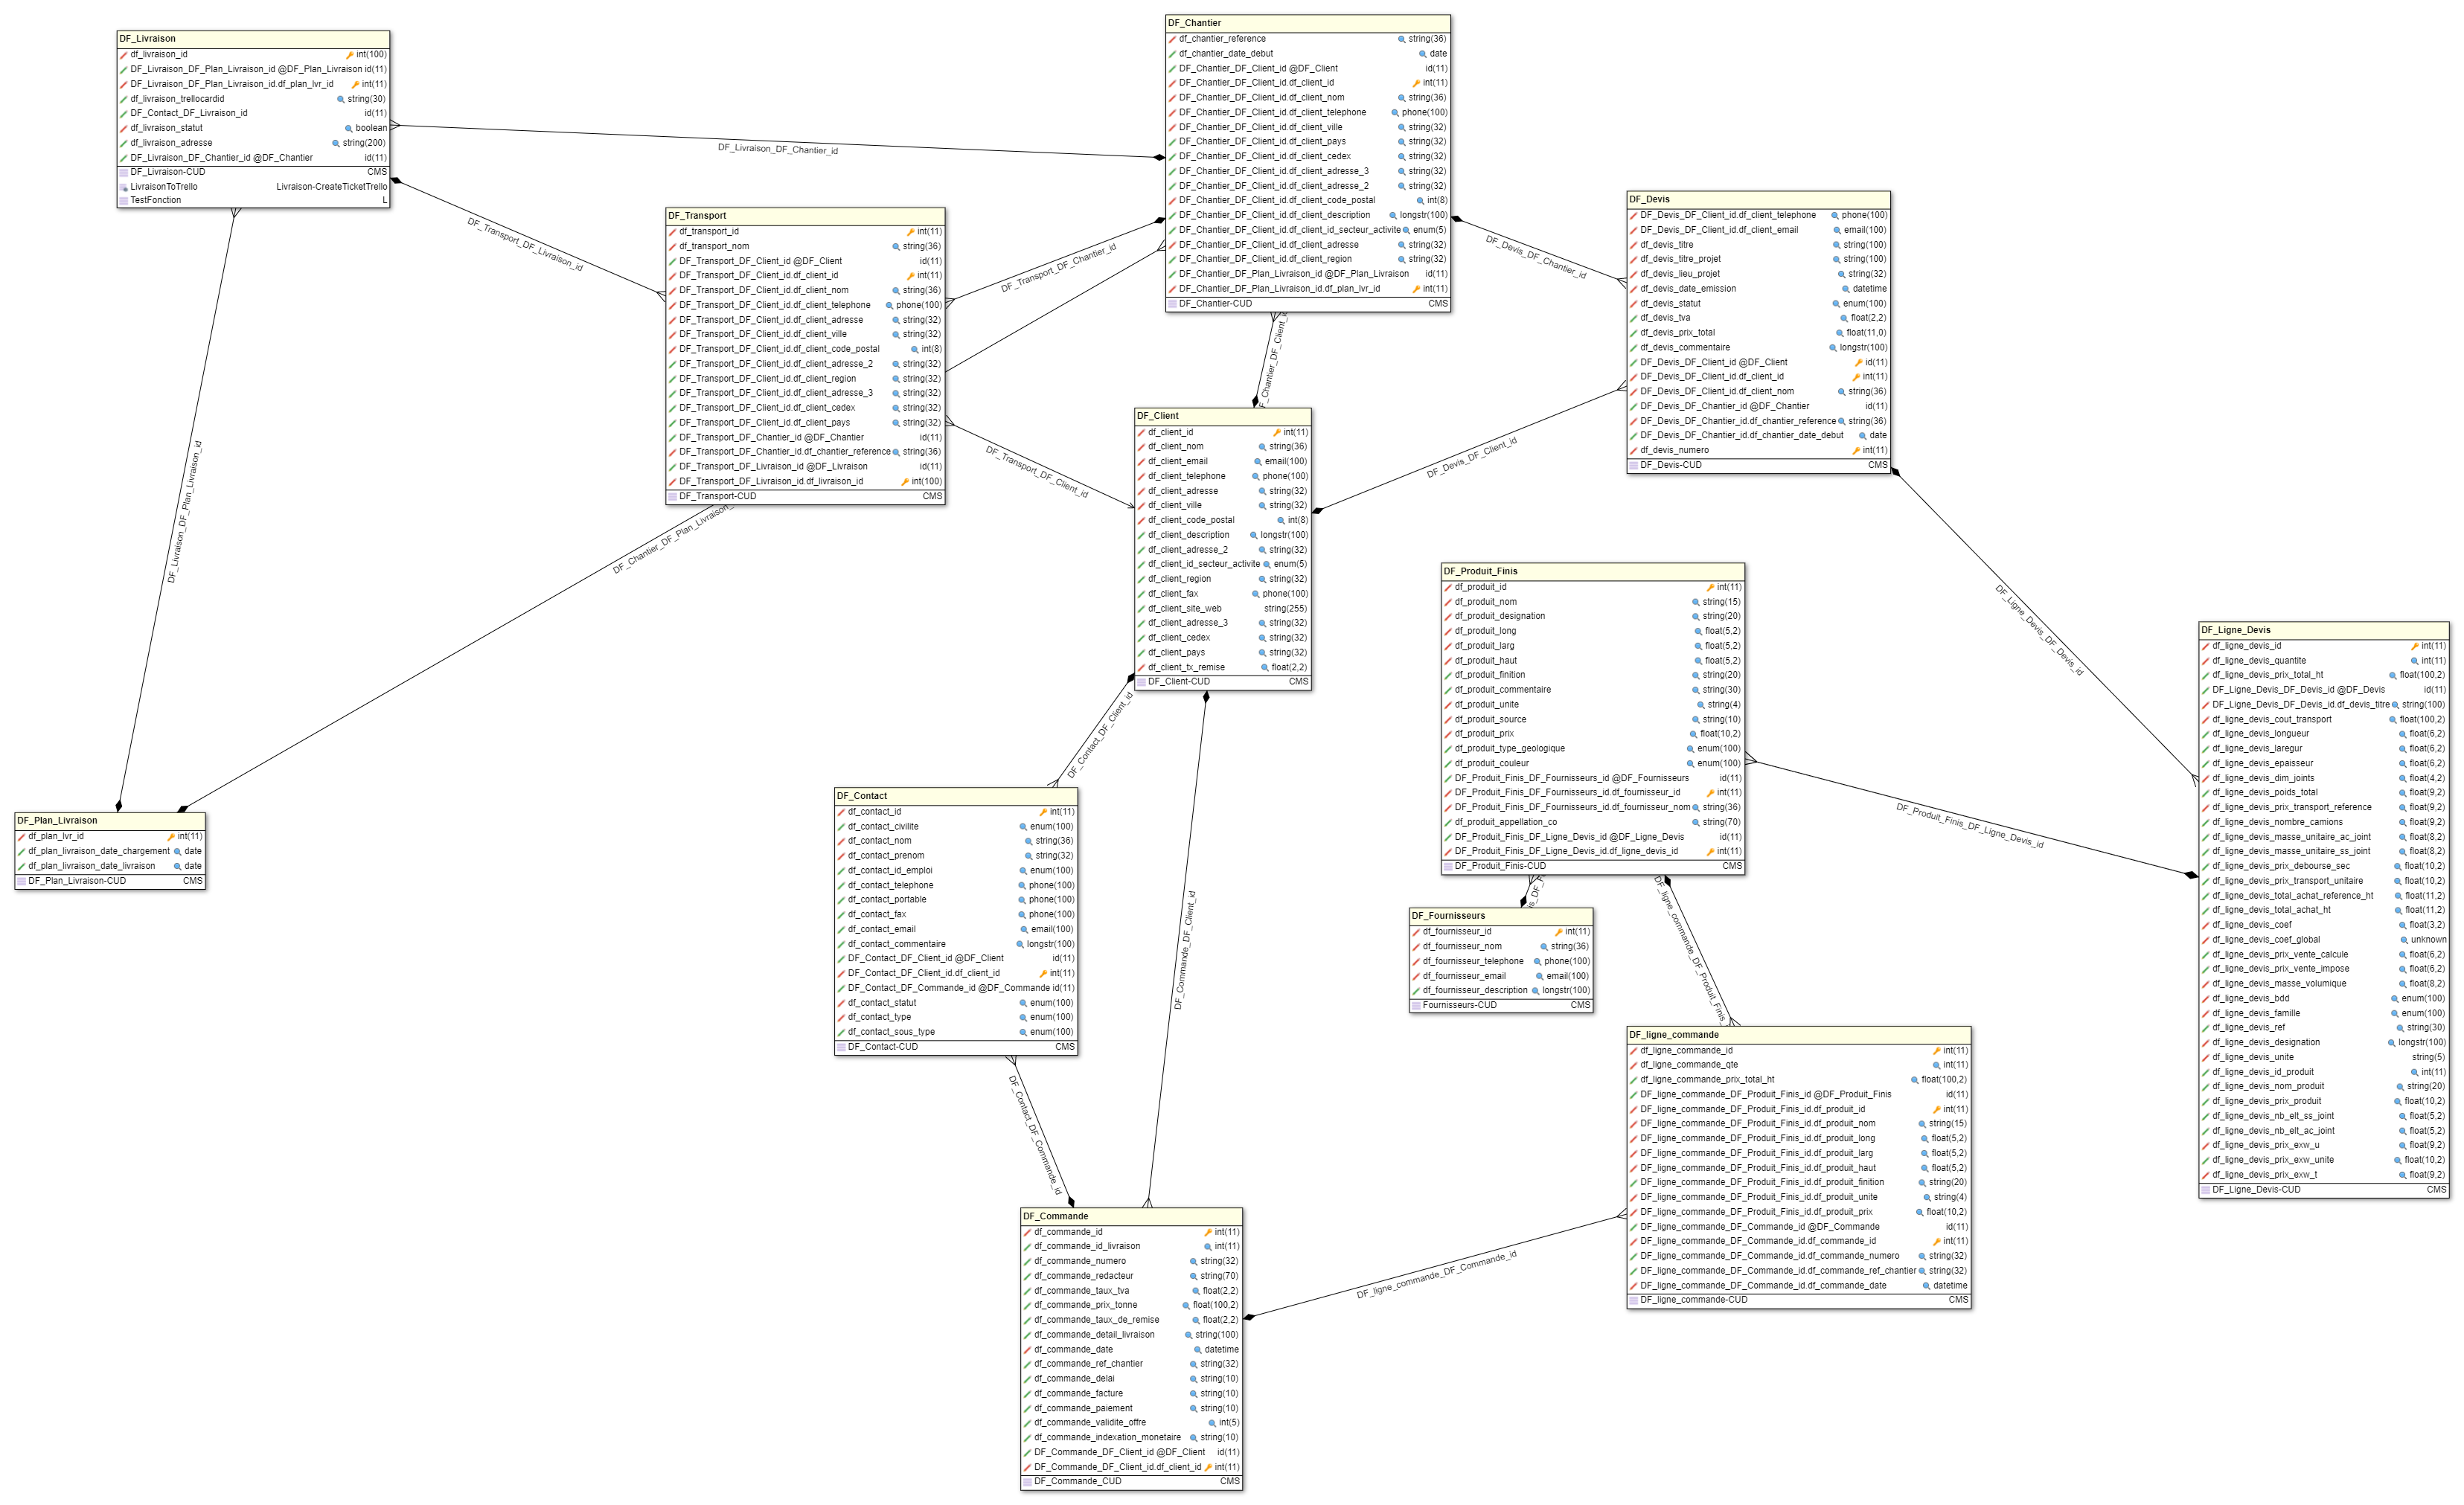 DF_Livraison
df_livraison_id int(100)
DF_Livraison_DF_Plan_Livraison_id @DF_Plan_Livraison id(11)
DF_Livraison_DF_Plan_Livraison_id.df_plan_lvr_id int(11)
df_livraison_trellocardid string(30)
DF_Contact_DF_Livraison_id id(11)
df_livraison_statut boolean
df_livraison_adresse string(200)
DF_Livraison_DF_Chantier_id @DF_Chantier id(11)
DF_Livraison-CUD CMS
LivraisonToTrello Livraison-CreateTicketTrello
TestFonction L
DF_Chantier
df_chantier_reference string(36)
df_chantier_date_debut date
DF_Chantier_DF_Client_id @DF_Client id(11)
DF_Chantier_DF_Client_id.df_client_id int(11)
DF_Chantier_DF_Client_id.df_client_nom string(36)
DF_Chantier_DF_Client_id.df_client_telephone phone(100)
DF_Chantier_DF_Client_id.df_client_ville string(32)
DF_Chantier_DF_Client_id.df_client_pays string(32)
DF_Chantier_DF_Client_id.df_client_cedex string(32)
DF_Chantier_DF_Client_id.df_client_adresse_3 string(32)
DF_Chantier_DF_Client_id.df_client_adresse_2 string(32)
DF_Chantier_DF_Client_id.df_client_code_postal int(8)
DF_Chantier_DF_Client_id.df_client_description longstr(100)
DF_Chantier_DF_Client_id.df_client_id_secteur_activite enum(5)
DF_Chantier_DF_Client_id.df_client_adresse string(32)
DF_Chantier_DF_Client_id.df_client_region string(32)
DF_Chantier_DF_Plan_Livraison_id @DF_Plan_Livraison id(11)
DF_Chantier_DF_Plan_Livraison_id.df_plan_lvr_id int(11)
DF_Chantier-CUD CMS
DF_Livraison_DF_Chantier_id
DF_Transport_DF_Livraison_id
DF_Transport_DF_Chantier_id
DF_Devis_DF_Chantier_id
DF_Transport
df_transport_id int(11)
df_transport_nom string(36)
DF_Transport_DF_Client_id @DF_Client id(11)
DF_Transport_DF_Client_id.df_client_id int(11)
DF_Transport_DF_Client_id.df_client_nom string(36)
DF_Transport_DF_Client_id.df_client_telephone phone(100)
DF_Transport_DF_Client_id.df_client_adresse string(32)
DF_Transport_DF_Client_id.df_client_ville string(32)
DF_Transport_DF_Client_id.df_client_code_postal int(8)
DF_Transport_DF_Client_id.df_client_adresse_2 string(32)
DF_Transport_DF_Client_id.df_client_region string(32)
DF_Transport_DF_Client_id.df_client_adresse_3 string(32)
DF_Transport_DF_Client_id.df_client_cedex string(32)
DF_Transport_DF_Client_id.df_client_pays string(32)
DF_Transport_DF_Chantier_id @DF_Chantier id(11)
DF_Transport_DF_Chantier_id.df_chantier_reference string(36)
DF_Transport_DF_Livraison_id @DF_Livraison id(11)
DF_Transport_DF_Livraison_id.df_livraison_id int(100)
DF_Transport-CUD CMS
DF_Devis
DF_Devis_DF_Client_id.df_client_telephone phone(100)
DF_Devis_DF_Client_id.df_client_email email(100)
df_devis_titre string(100)
df_devis_titre_projet string(100)
df_devis_lieu_projet string(32)
df_devis_date_emission datetime
df_devis_statut enum(100)
df_devis_tva float(2,2)
df_devis_prix_total float(11,0)
df_devis_commentaire longstr(100)
DF_Devis_DF_Client_id @DF_Client id(11)
DF_Devis_DF_Client_id.df_client_id int(11)
DF_Devis_DF_Client_id.df_client_nom string(36)
DF_Devis_DF_Chantier_id @DF_Chantier id(11)
DF_Devis_DF_Chantier_id.df_chantier_reference string(36)
DF_Devis_DF_Chantier_id.df_chantier_date_debut date
df_devis_numero int(11)
DF_Devis-CUD CMS
F_Chantier_DF_Client_i
DF_Transport_DF_Client_id
DF_Devis_DF_Client_id
DF_Livraison_DF_Plan_Livraison_id
DF_Chantier_DF_Plan_Livraison_
DF_Client
df_client_id int(11)
df_client_nom string(36)
df_client_email email(100)
df_client_telephone phone(100)
df_client_adresse string(32)
df_client_ville string(32)
df_client_code_postal int(8)
df_client_description longstr(100)
df_client_adresse_2 string(32)
df_client_id_secteur_activite enum(5)
df_client_region string(32)
df_client_fax phone(100)
df_client_site_web string(255)
df_client_adresse_3 string(32)
df_client_cedex string(32)
df_client_pays string(32)
df_client_tx_remise float(2,2)
DF_Client-CUD CMS
DF_Ligne_Devis_DF_Devis_id
DF_Produit_Finis
df_produit_id int(11)
df_produit_nom string(15)
df_produit_designation string(20)
df_produit_long float(5,2)
df_produit_larg float(5,2)
df_produit_haut float(5,2)
df_produit_finition string(20)
df_produit_commentaire string(30)
df_produit_unite string(4)
df_produit_source string(10)
df_produit_prix float(10,2)
df_produit_type_geologique enum(100)
df_produit_couleur enum(100)
DF_Produit_Finis_DF_Fournisseurs_id @DF_Fournisseurs id(11)
DF_Produit_Finis_DF_Fournisseurs_id.df_fournisseur_id int(11)
DF_Produit_Finis_DF_Fournisseurs_id.df_fournisseur_nom string(36)
df_produit_appellation_co string(70)
DF_Produit_Finis_DF_Ligne_Devis_id @DF_Ligne_Devis id(11)
DF_Produit_Finis_DF_Ligne_Devis_id.df_ligne_devis_id int(11)
DF_Produit_Finis-CUD CMS
DF_Ligne_Devis
df_ligne_devis_id int(11)
df_ligne_devis_quantite int(11)
df_ligne_devis_prix_total_ht float(100,2)
DF_Ligne_Devis_DF_Devis_id @DF_Devis id(11)
DF_Ligne_Devis_DF_Devis_id.df_devis_titre string(100)
df_ligne_devis_cout_transport float(100,2)
df_ligne_devis_longueur float(6,2)
df_ligne_devis_laregur float(6,2)
df_ligne_devis_epaisseur float(6,2)
df_ligne_devis_dim_joints float(4,2)
df_ligne_devis_poids_total float(9,2)
df_ligne_devis_prix_transport_reference float(9,2)
df_ligne_devis_nombre_camions float(9,2)
df_ligne_devis_masse_unitaire_ac_joint float(8,2)
df_ligne_devis_masse_unitaire_ss_joint float(8,2)
df_ligne_devis_prix_debourse_sec float(10,2)
df_ligne_devis_prix_transport_unitaire float(10,2)
df_ligne_devis_total_achat_reference_ht float(11,2)
df_ligne_devis_total_achat_ht float(11,2)
df_ligne_devis_coef float(3,2)
df_ligne_devis_coef_global unknown
df_ligne_devis_prix_vente_calcule float(6,2)
df_ligne_devis_prix_vente_impose float(6,2)
df_ligne_devis_masse_volumique float(8,2)
df_ligne_devis_bdd enum(100)
df_ligne_devis_famille enum(100)
df_ligne_devis_ref string(30)
df_ligne_devis_designation longstr(100)
df_ligne_devis_unite string(5)
df_ligne_devis_id_produit int(11)
df_ligne_devis_nom_produit string(20)
df_ligne_devis_prix_produit float(10,2)
df_ligne_devis_nb_elt_ss_joint float(5,2)
df_ligne_devis_nb_elt_ac_joint float(5,2)
df_ligne_devis_prix_exw_u float(9,2)
df_ligne_devis_prix_exw_unite float(10,2)
df_ligne_devis_prix_exw_t float(9,2)
DF_Ligne_Devis-CUD CMS
DF_Contact_DF_Client_id
DF_Produit_Finis_DF_Ligne_Devis_id
DF_Plan_Livraison
df_plan_lvr_id int(11)
df_plan_livraison_date_chargement date
df_plan_livraison_date_livraison date
DF_Plan_Livraison-CUD CMS
DF_Contact
df_contact_id int(11)
df_contact_civilite enum(100)
df_contact_nom string(36)
df_contact_prenom string(32)
df_contact_id_emploi enum(100)
df_contact_telephone phone(100)
df_contact_portable phone(100)
df_contact_fax phone(100)
df_contact_email email(100)
df_contact_commentaire longstr(100)
DF_Contact_DF_Client_id @DF_Client id(11)
DF_Contact_DF_Client_id.df_client_id int(11)
DF_Contact_DF_Commande_id @DF_Commande id(11)
df_contact_statut enum(100)
df_contact_type enum(100)
df_contact_sous_type enum(100)
DF_Contact-CUD CMS
DF_Commande_DF_Client_id
DF_ligne_commande_DF_Produit_Finis_
DF_Fournisseurs
df_fournisseur_id int(11)
df_fournisseur_nom string(36)
df_fournisseur_telephone phone(100)
df_fournisseur_email email(100)
df_fournisseur_description longstr(100)
Fournisseurs-CUD CMS
DF_ligne_commande
df_ligne_commande_id int(11)
df_ligne_commande_qte int(11)
df_ligne_commande_prix_total_ht float(100,2)
DF_ligne_commande_DF_Produit_Finis_id @DF_Produit_Finis id(11)
DF_ligne_commande_DF_Produit_Finis_id.df_produit_id int(11)
DF_ligne_commande_DF_Produit_Finis_id.df_produit_nom string(15)
DF_ligne_commande_DF_Produit_Finis_id.df_produit_long float(5,2)
DF_ligne_commande_DF_Produit_Finis_id.df_produit_larg float(5,2)
DF_ligne_commande_DF_Produit_Finis_id.df_produit_haut float(5,2)
DF_ligne_commande_DF_Produit_Finis_id.df_produit_finition string(20)
DF_ligne_commande_DF_Produit_Finis_id.df_produit_unite string(4)
DF_ligne_commande_DF_Produit_Finis_id.df_produit_prix float(10,2)
DF_ligne_commande_DF_Commande_id @DF_Commande id(11)
DF_ligne_commande_DF_Commande_id.df_commande_id int(11)
DF_ligne_commande_DF_Commande_id.df_commande_numero string(32)
DF_ligne_commande_DF_Commande_id.df_commande_ref_chantier string(32)
DF_ligne_commande_DF_Commande_id.df_commande_date datetime
DF_ligne_commande-CUD CMS
DF_Contact_DF_Commande_id
DF_ligne_commande_DF_Commande_id
DF_Commande
df_commande_id int(11)
df_commande_id_livraison int(11)
df_commande_numero string(32)
df_commande_redacteur string(70)
df_commande_taux_tva float(2,2)
df_commande_prix_tonne float(100,2)
df_commande_taux_de_remise float(2,2)
df_commande_detail_livraison string(100)
df_commande_date datetime
df_commande_ref_chantier string(32)
df_commande_delai string(10)
df_commande_facture string(10)
df_commande_paiement string(10)
df_commande_validite_offre int(5)
df_commande_indexation_monetaire string(10)
DF_Commande_DF_Client_id @DF_Client id(11)
DF_Commande_DF_Client_id.df_client_id int(11)
DF_Commande_CUD CMS